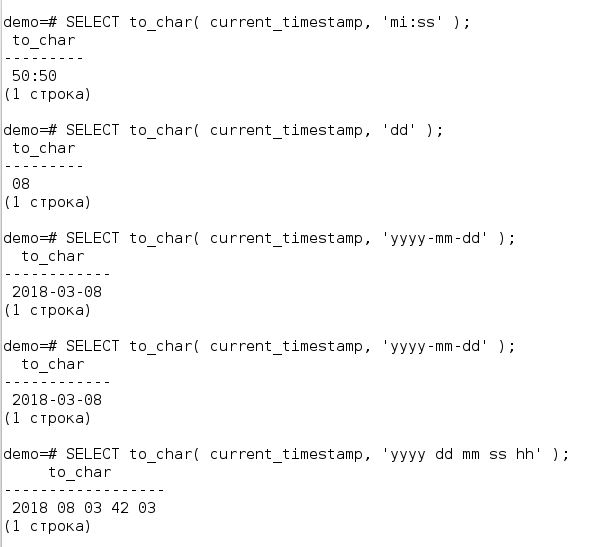 demo=# SELECT to_char( current_timestamp, 'mi:ss' );
to_char
---------
50:50
(1 строка)
demo=# SELECT to_char( current_timestamp, 'dd' );
to_char
---------
08
(1 строка)
demo=# SELECT to_char( current_timestamp, 'yyyy-mm-dd' );
to_char
------------
2018-03-08
(1 строка)
demo=# SELECT to_char( current_timestamp, 'yyyy-mm-dd' );
to_char
------------
2018-03-08
(1 строка)
demo=# SELECT to_char( current_timestamp, 'yyyy dd mm ss hh' );
to_char
------------------
2018 08 03 42 03
(1 строка)